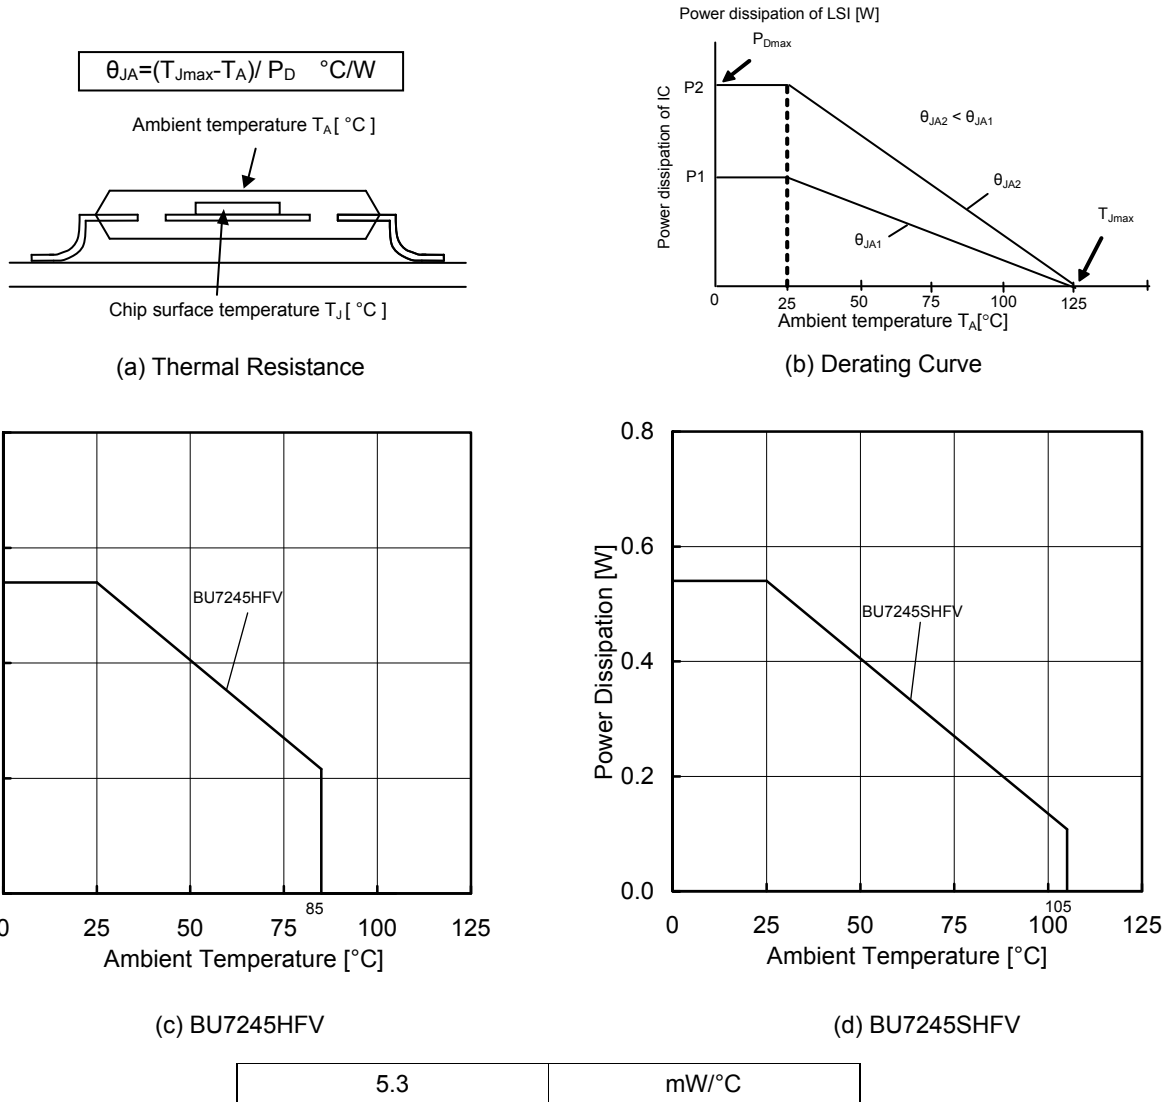 θJA=(TJmax-TA)/ PD °C/W
Ambient temperature TA [ °C ]
Chip surface temperature TJ [ °C ]
(a) Thermal Resistance
Power dissipation of LSI [W]
PDmax
P2
P1
Power dissipation of IC
θJA2 < θJA1
θJA2
θJA1
TJmax
0 25 50 75 100 125
Ambient temperature TA[°C]
(b) Derating Curve
BU7245HFV
85
0 25 50 75 100 125
Ambient Temperature [°C]
(c) BU7245HFV
0.8
0.6
0.4
0.2
0.0
Power Dissipation [W]
BU7245SHFV
105
0 25 50 75 100 125
Ambient Temperature [°C]
(d) BU7245SHFV
5.3 mW/°C